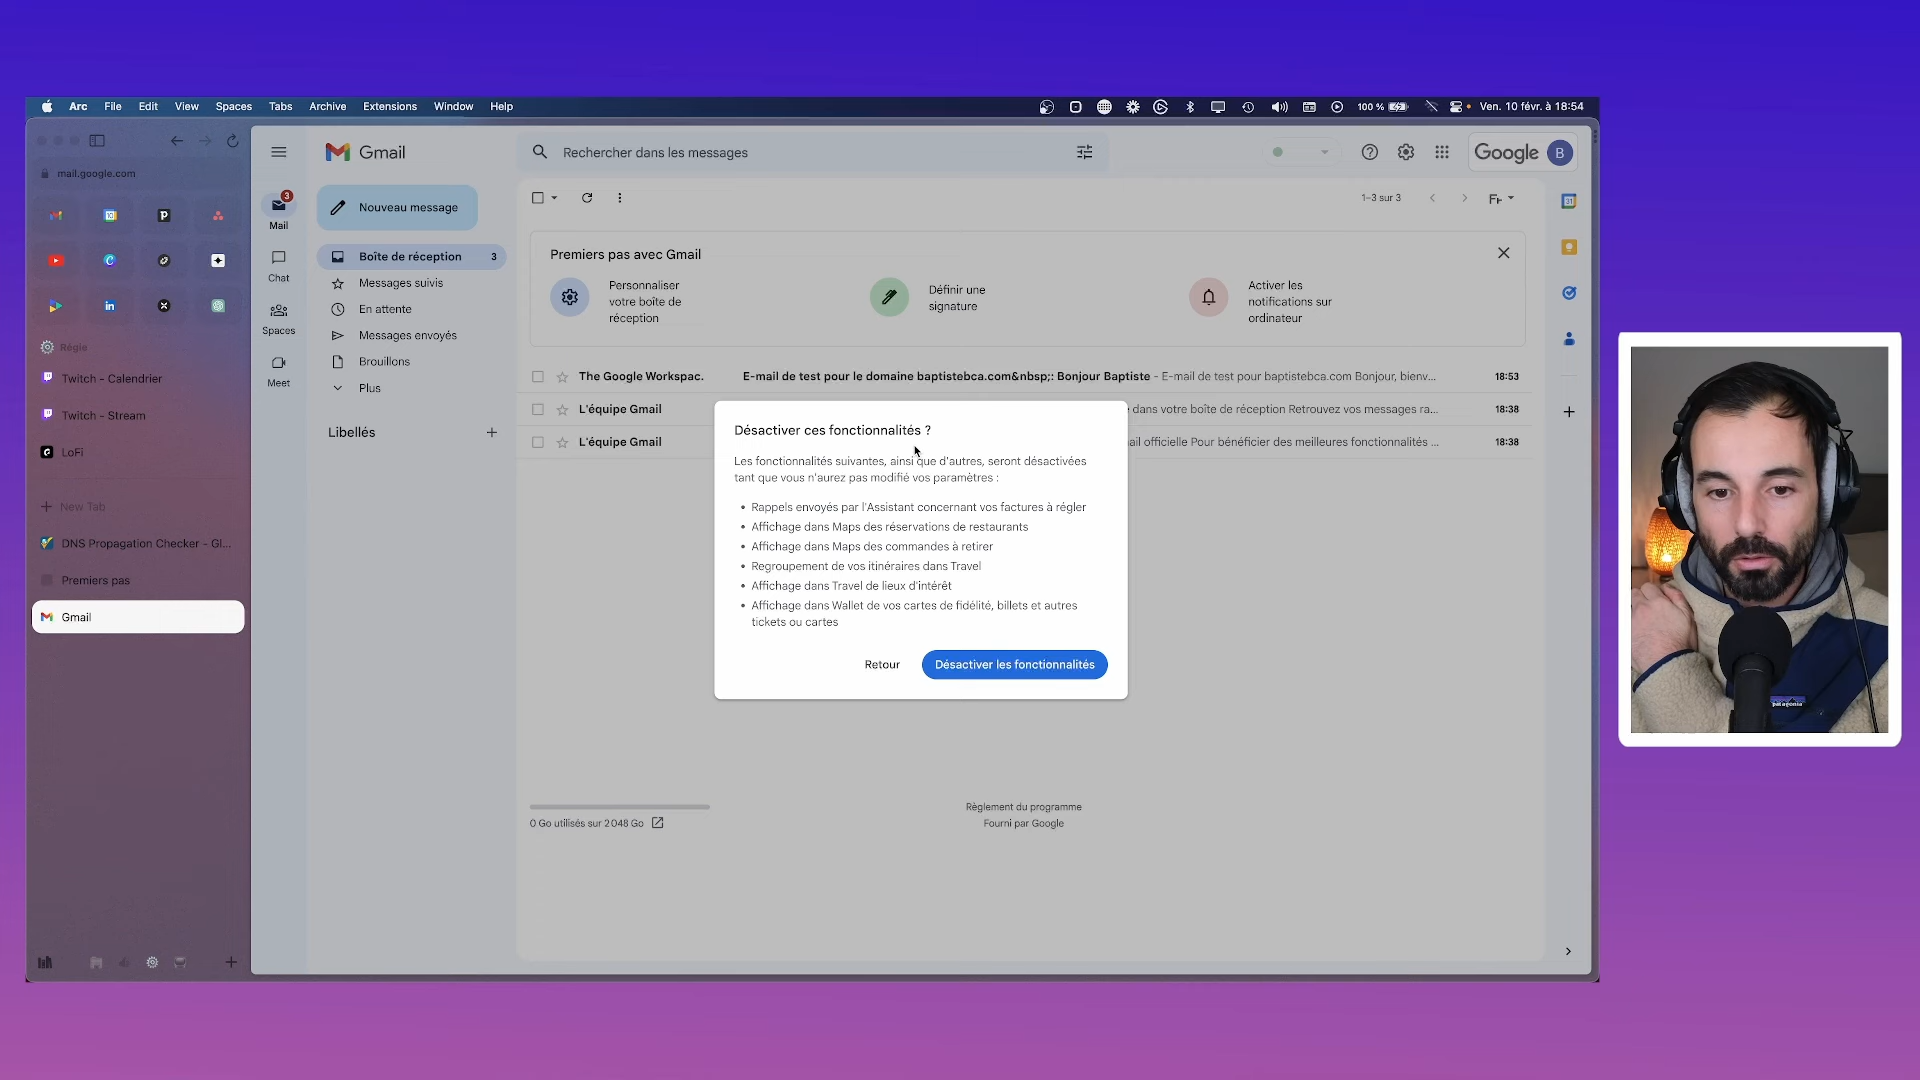 Arc File Edit View Spaces Tabs Archive Extensions Window Help
100 % Ven. 10 févr. à 18:54
mail.google.com
Régie
Twitch - Calendrier
Twitch - Stream
LoFi
New Tab
DNS Propagation Checker - Gl...
Premiers pas
Gmail
3
Mail
Chat
Spaces
Meet
Gmail
Rechercher dans les messages
Google B
Nouveau message
Boîte de réception 3
Messages suivis
En attente
Messages envoyés
Brouillons
Plus
Libellés
1–3 sur 3
Premiers pas avec Gmail
Personnaliser
votre boîte de
réception
Définir une
signature
Activer les
notifications sur
ordinateur
The Google Workspac. E-mail de test pour le domaine baptistebca.com&nbsp;: Bonjour Baptiste - E-mail de test pour baptistebca.com Bonjour, bienv... 18:53
L'équipe Gmail dans votre boîte de réception Retrouvez vos messages ra... 18:38
L'équipe Gmail ail officielle Pour bénéficier des meilleures fonctionnalités ... 18:38
Désactiver ces fonctionnalités ?
Les fonctionnalités suivantes, ainsi que d'autres, seront désactivées
tant que vous n'aurez pas modifié vos paramètres :
• Rappels envoyés par l'Assistant concernant vos factures à régler
• Affichage dans Maps des réservations de restaurants
• Affichage dans Maps des commandes à retirer
• Regroupement de vos itinéraires dans Travel
• Affichage dans Travel de lieux d'intérêt
• Affichage dans Wallet de vos cartes de fidélité, billets et autres
tickets ou cartes
Retour Désactiver les fonctionnalités
0 Go utilisés sur 2 048 Go
Règlement du programme
Fourni par Google
patagonia